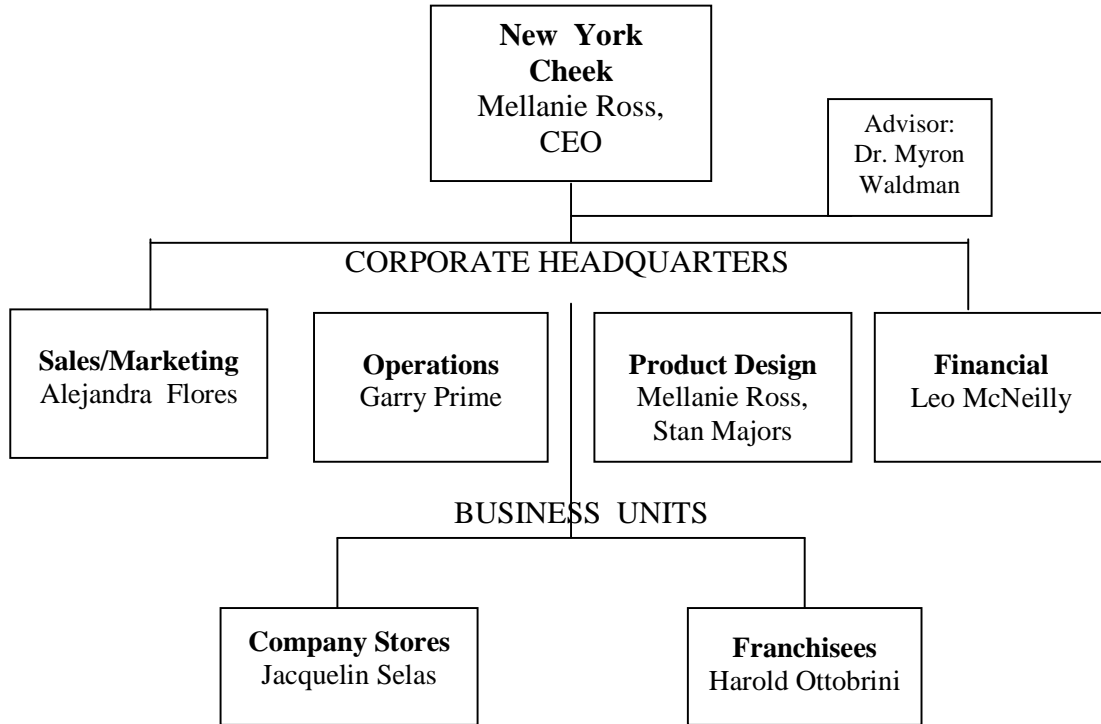 New York
Cheek
Mellanie Ross,
CEO
Advisor:
Dr. Myron
Waldman
CORPORATE HEADQUARTERS
Sales/Marketing
Alejandra Flores
Operations
Garry Prime
Product Design
Mellanie Ross,
Stan Majors
Financial
Leo McNeilly
BUSINESS UNITS
Company Stores
Jacquelin Selas
Franchisees
Harold Ottobrini